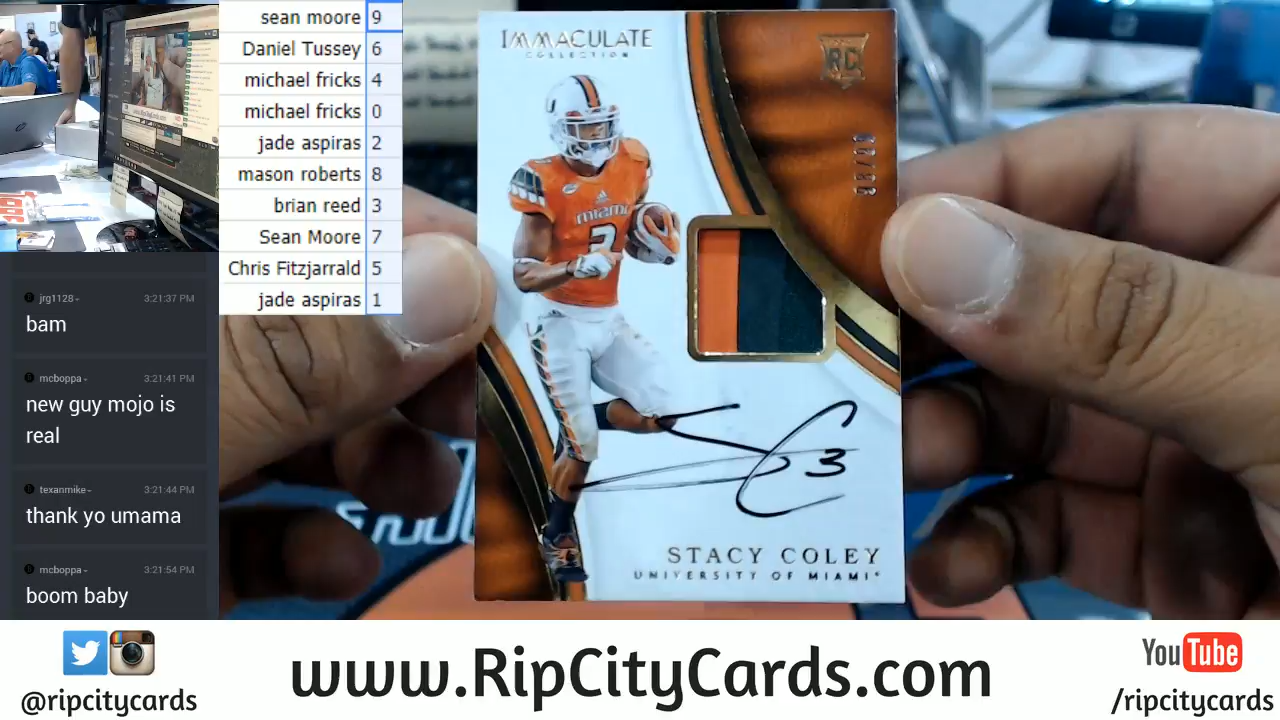 sean moore 9
Daniel Tussey 6
michael fricks 4
michael fricks 0
jade aspiras 2
mason roberts 8
brian reed 3
Sean Moore 7
Chris Fitzjarrald 5
jade aspiras 1
jrg1128- 3:21:37 PM
bam
mcboppa- 3:21:41 PM
new guy mojo is
real
texanmike- 3:21:44 PM
thank yo umama
mcboppa- 3:21:54 PM
boom baby
IMMACULATE
COLLECTION
RC
MIAMI
3
SC3
STACY COLEY
UNIVERSITY OF MIAMI
@ripcitycards
www.RipCityCards.com
YouTube
/ripcitycards